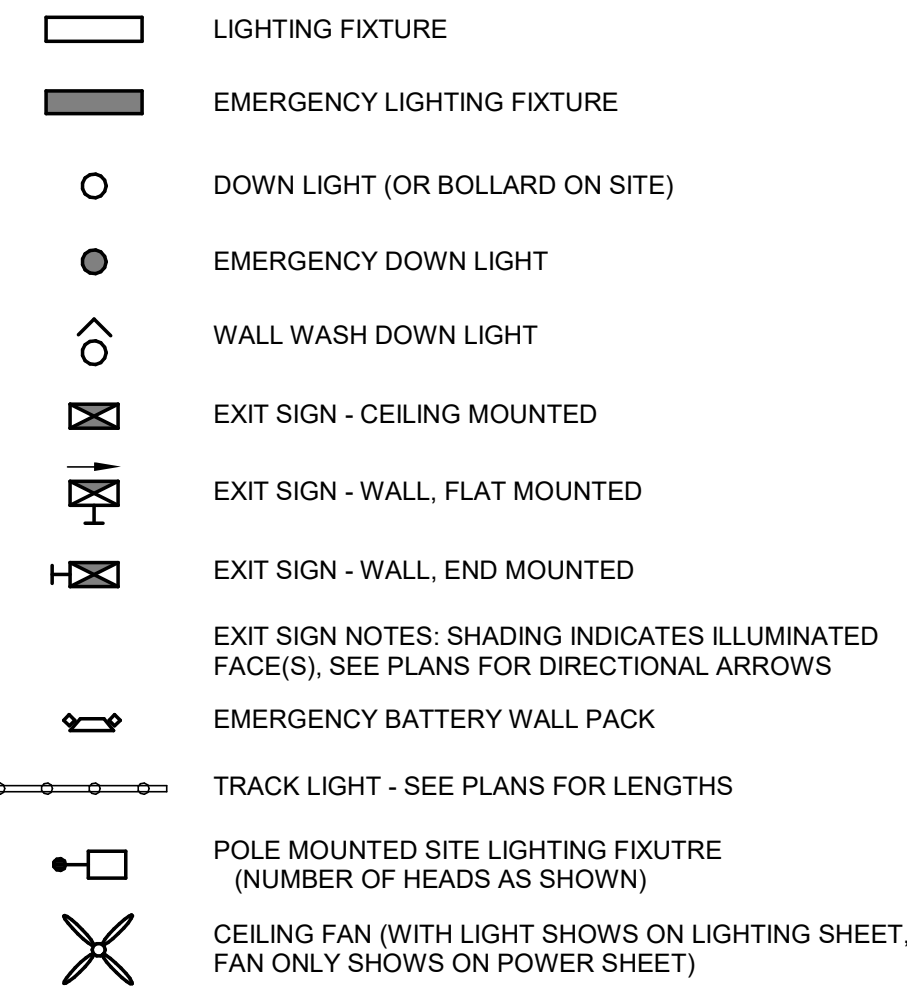 LIGHTING FIXTURE
EMERGENCY LIGHTING FIXTURE
DOWN LIGHT (OR BOLLARD ON SITE)
EMERGENCY DOWN LIGHT
WALL WASH DOWN LIGHT
EXIT SIGN - CEILING MOUNTED
EXIT SIGN - WALL, FLAT MOUNTED
EXIT SIGN - WALL, END MOUNTED
EXIT SIGN NOTES: SHADING INDICATES ILLUMINATED
FACE(S), SEE PLANS FOR DIRECTIONAL ARROWS
EMERGENCY BATTERY WALL PACK
TRACK LIGHT - SEE PLANS FOR LENGTHS
POLE MOUNTED SITE LIGHTING FIXUTRE
(NUMBER OF HEADS AS SHOWN)
CEILING FAN (WITH LIGHT SHOWS ON LIGHTING SHEET,
FAN ONLY SHOWS ON POWER SHEET)